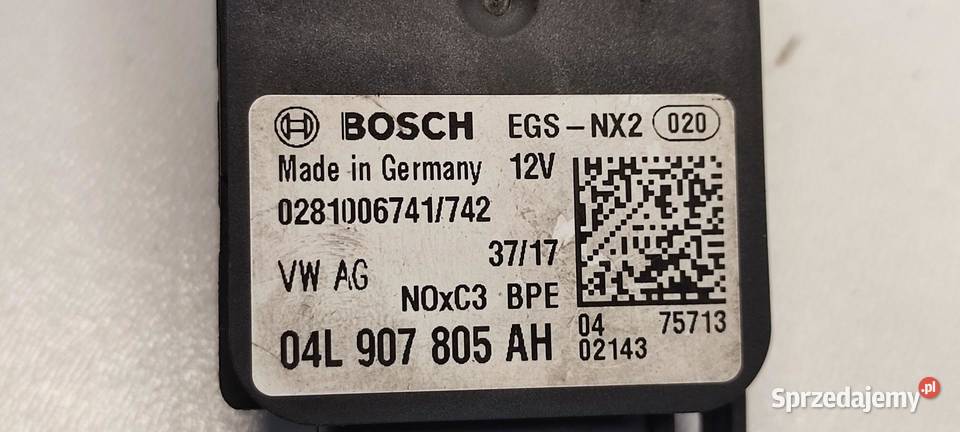 BOSCH EGS-NX2 020
Made in Germany 12V
0281006741/742
37/17
VW AG
NOxC3 BPE
04L 907 805 AH
04 75713
02143
Sprzedajemy.pl